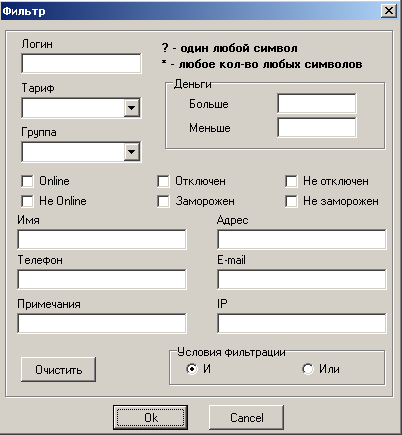 Фильтр
Логин
? - один любой символ
* - любое кол-во любых символов
Тариф
Деньги
Больше
Меньше
Группа
Online
Отключен
Не отключен
Не Online
Заморожен
Не заморожен
Имя
Адрес
Телефон
E-mail
Примечания
IP
Условия фильтрации
Очистить
И
Или
Ok
Cancel